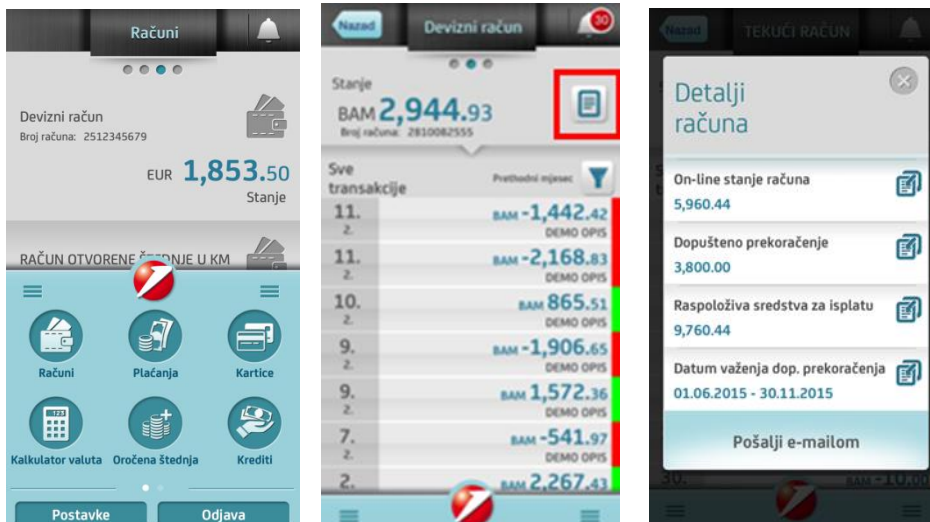 Računi
Devizni račun
Broj računa: 2512345679
EUR 1,853.50
Stanje
RAČUN OTVORENE ŠTEDNJE U KM
Računi
Plaćanja
Kartice
123
Kalkulator valuta
Oročena štednja
Krediti
Postavke
Odjava
Nazad
Devizni račun
30
Stanje
BAM 2,944.93
Broj računa: 2810082555
Sve
transakcije
Prethodni mjesec
11.
2.
BAM -1,442.42
DEMO OPIS
11.
2.
BAM -2,168.83
DEMO OPIS
10.
2.
BAM 865.51
DEMO OPIS
9.
2.
BAM -1,906.65
DEMO OPIS
9.
2.
BAM 1,572.36
DEMO OPIS
7.
2.
BAM -541.97
DEMO OPIS
2.
BAM 2,267.43
Nazad
TEKUĆI RAČUN
Detalji
računa
On-line stanje računa
5,960.44
Dopušteno prekoračenje
3,800.00
Raspoloživa sredstva za isplatu
9,760.44
Datum važenja dop. prekoračenja
01.06.2015 - 30.11.2015
Pošalji e-mailom
30.
BAM -10.00